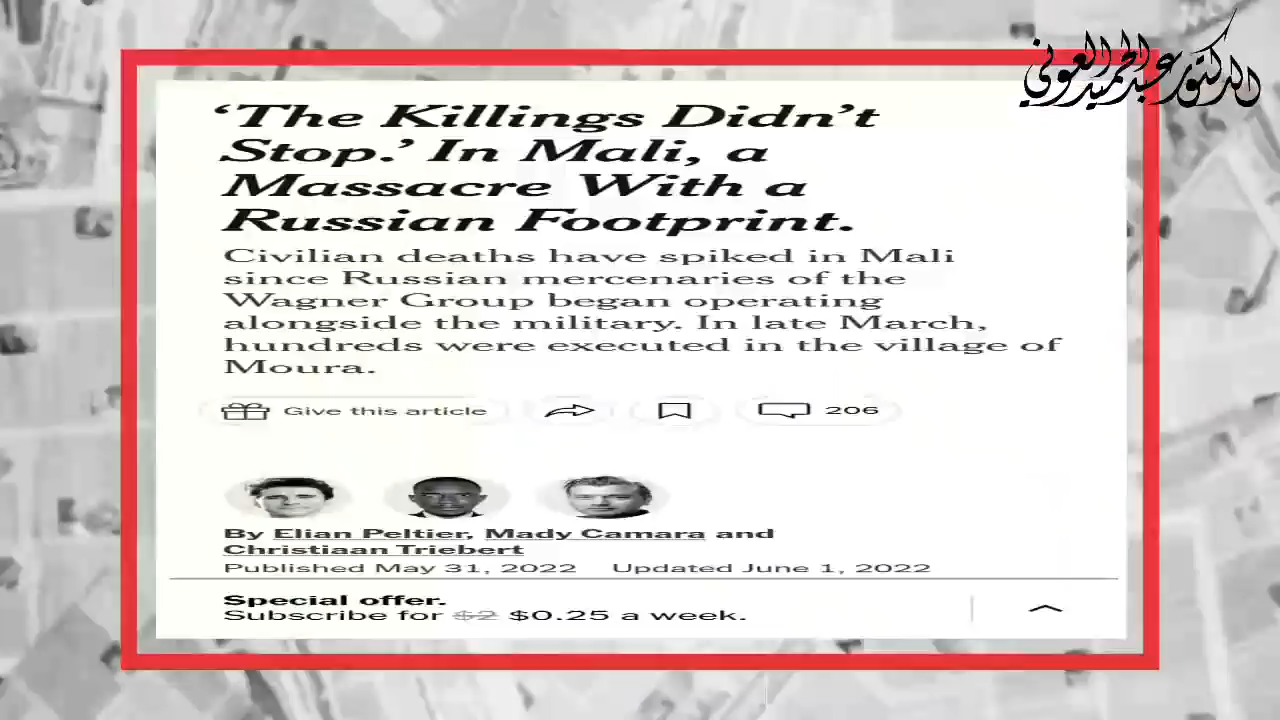 الدكتور عبد الحميد العوني
‘The Killings Didn’t
Stop.’ In Mali, a
Massacre With a
Russian Footprint.
Civilian deaths have spiked in Mali
since Russian mercenaries of the
Wagner Group began operating
alongside the military. In late March,
hundreds were executed in the village of
Moura.
Give this article 206
By Elian Peltier, Mady Camara and
Christiaan Triebert
Published May 31, 2022 Updated June 1, 2022
Special offer.
Subscribe for $2 $0.25 a week.